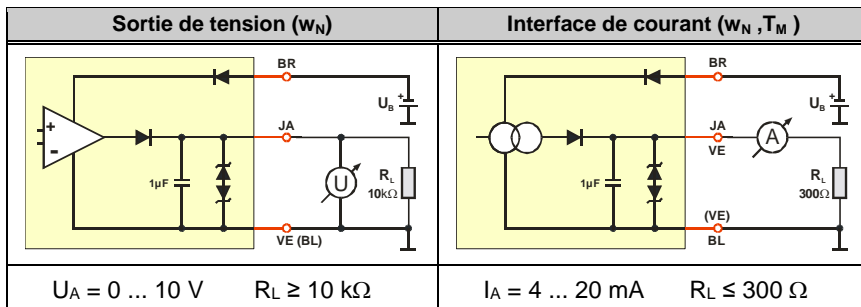 Sortie de tension (wN)
Interface de courant (wN ,TM )
BR
UB
+
+
-
JA
1µF
U
RL
10kΩ
VE (BL)
BR
UB
+
JA
VE
A
1µF
RL
300Ω
(VE)
BL
UA = 0 ... 10 V RL ≥ 10 kΩ
IA = 4 ... 20 mA RL ≤ 300 Ω